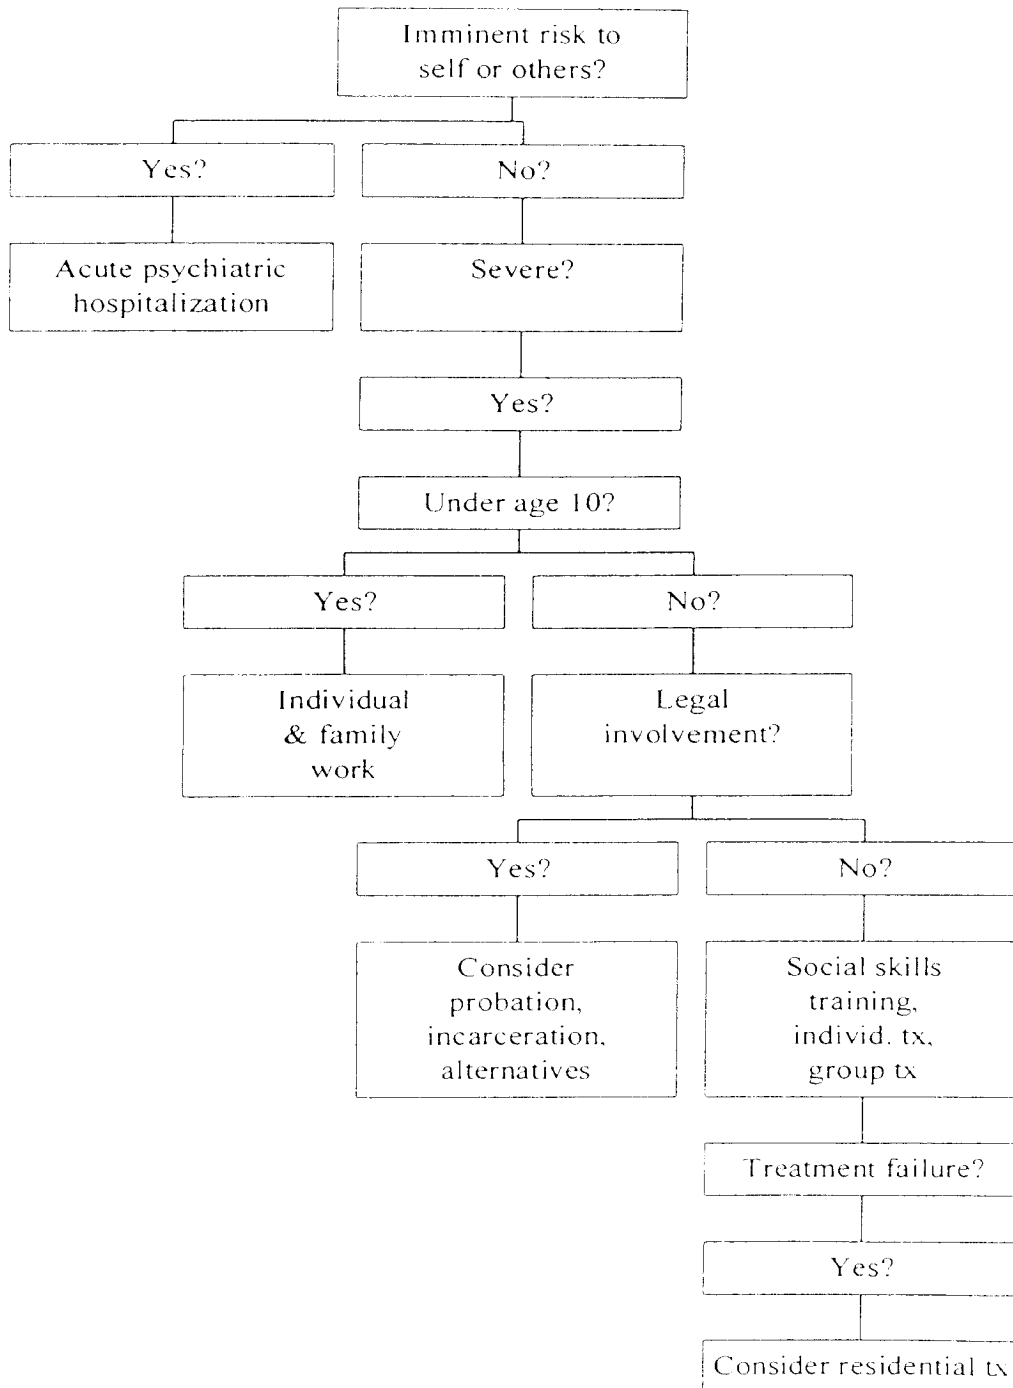 Imminent risk to
self or others?
Yes?
No?
Acute psychiatric
hospitalization
Severe?
Yes?
Under age 10?
Yes?
No?
Individual
& family
work
Legal
involvement?
Yes?
No?
Consider
probation,
incarceration,
alternatives
Social skills
training,
individ. tx,
group tx
Treatment failure?
Yes?
Consider residential tx